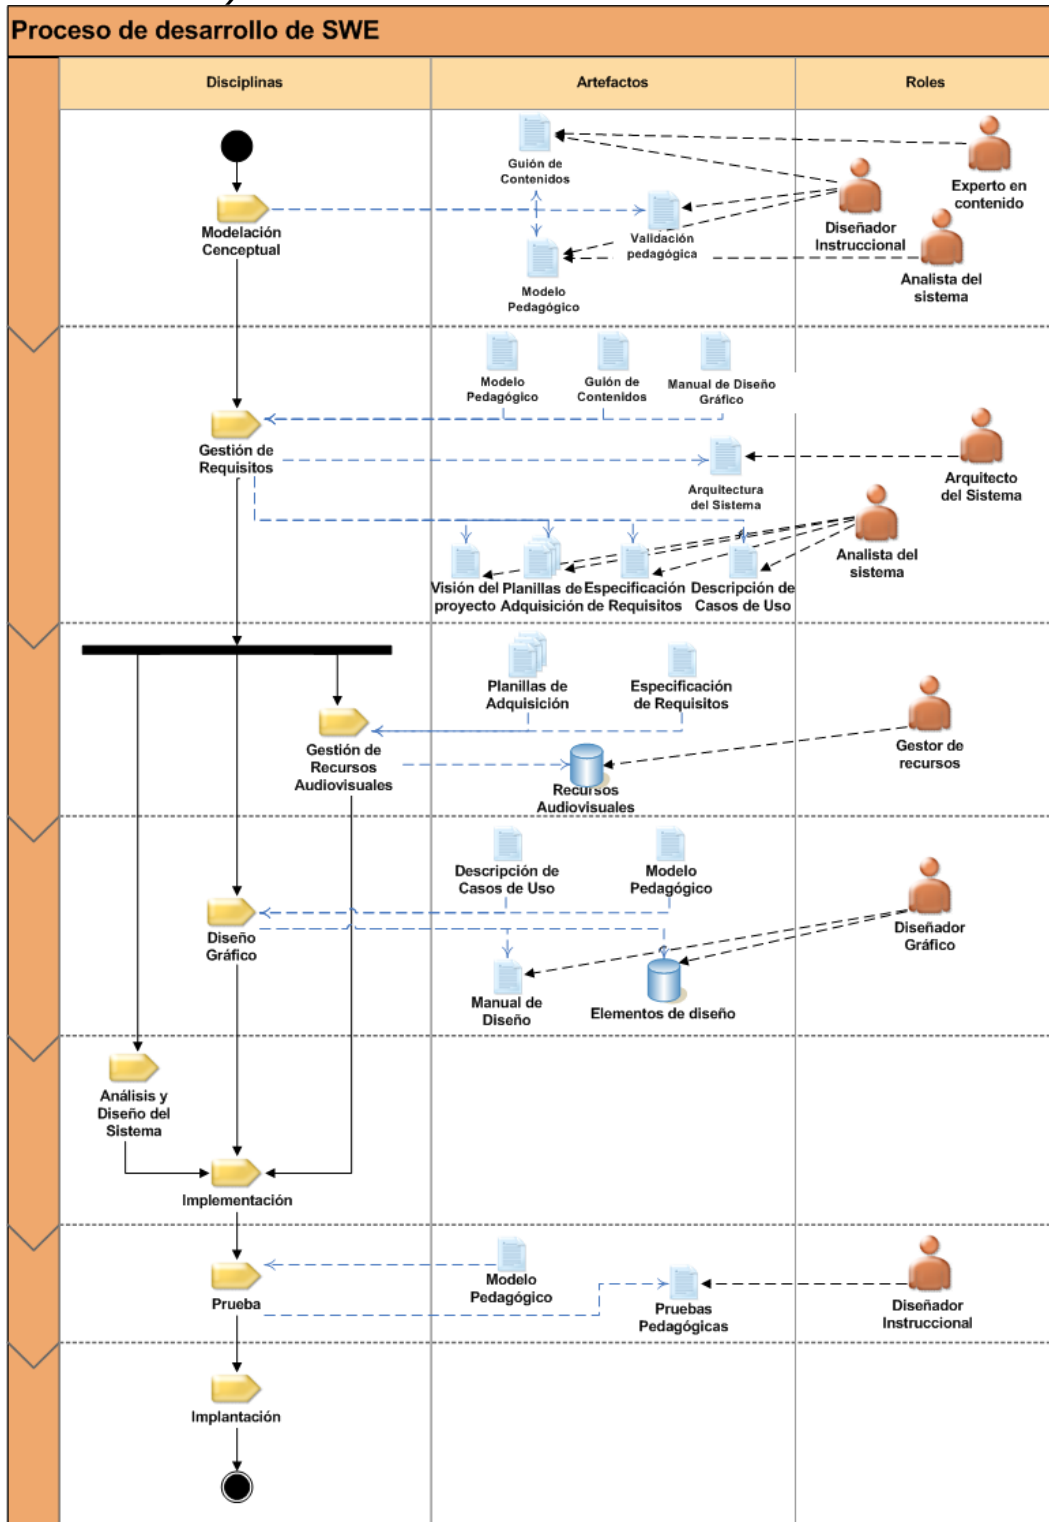 Proceso de desarrollo de SWE
Disciplinas
Artefactos
Roles
Guión de
Contenidos
Experto en
contenido
Modelación
Cenceptual
Validación
pedagógica
Diseñador
Instruccional
Modelo
Pedagógico
Analista del
sistema
Modelo
Pedagógico
Guión de
Contenidos
Manual de Diseño
Gráfico
Gestión de
Requisitos
Arquitectura
del Sistema
Arquitecto
del Sistema
Analista del
sistema
Visión del
proyecto
Planillas de
Adquisición
Especificación
de Requisitos
Descripción de
Casos de Uso
Planillas de
Adquisición
Especificación
de Requisitos
Gestión de
Recursos
Audiovisuales
Recursos
Audiovisuales
Gestor de
recursos
Descripción de
Casos de Uso
Modelo
Pedagógico
Diseño
Gráfico
Diseñador
Gráfico
Manual de
Diseño
Elementos de diseño
Análisis y
Diseño del
Sistema
Implementación
Modelo
Pedagógico
Prueba
Pruebas
Pedagógicas
Diseñador
Instruccional
Implantación